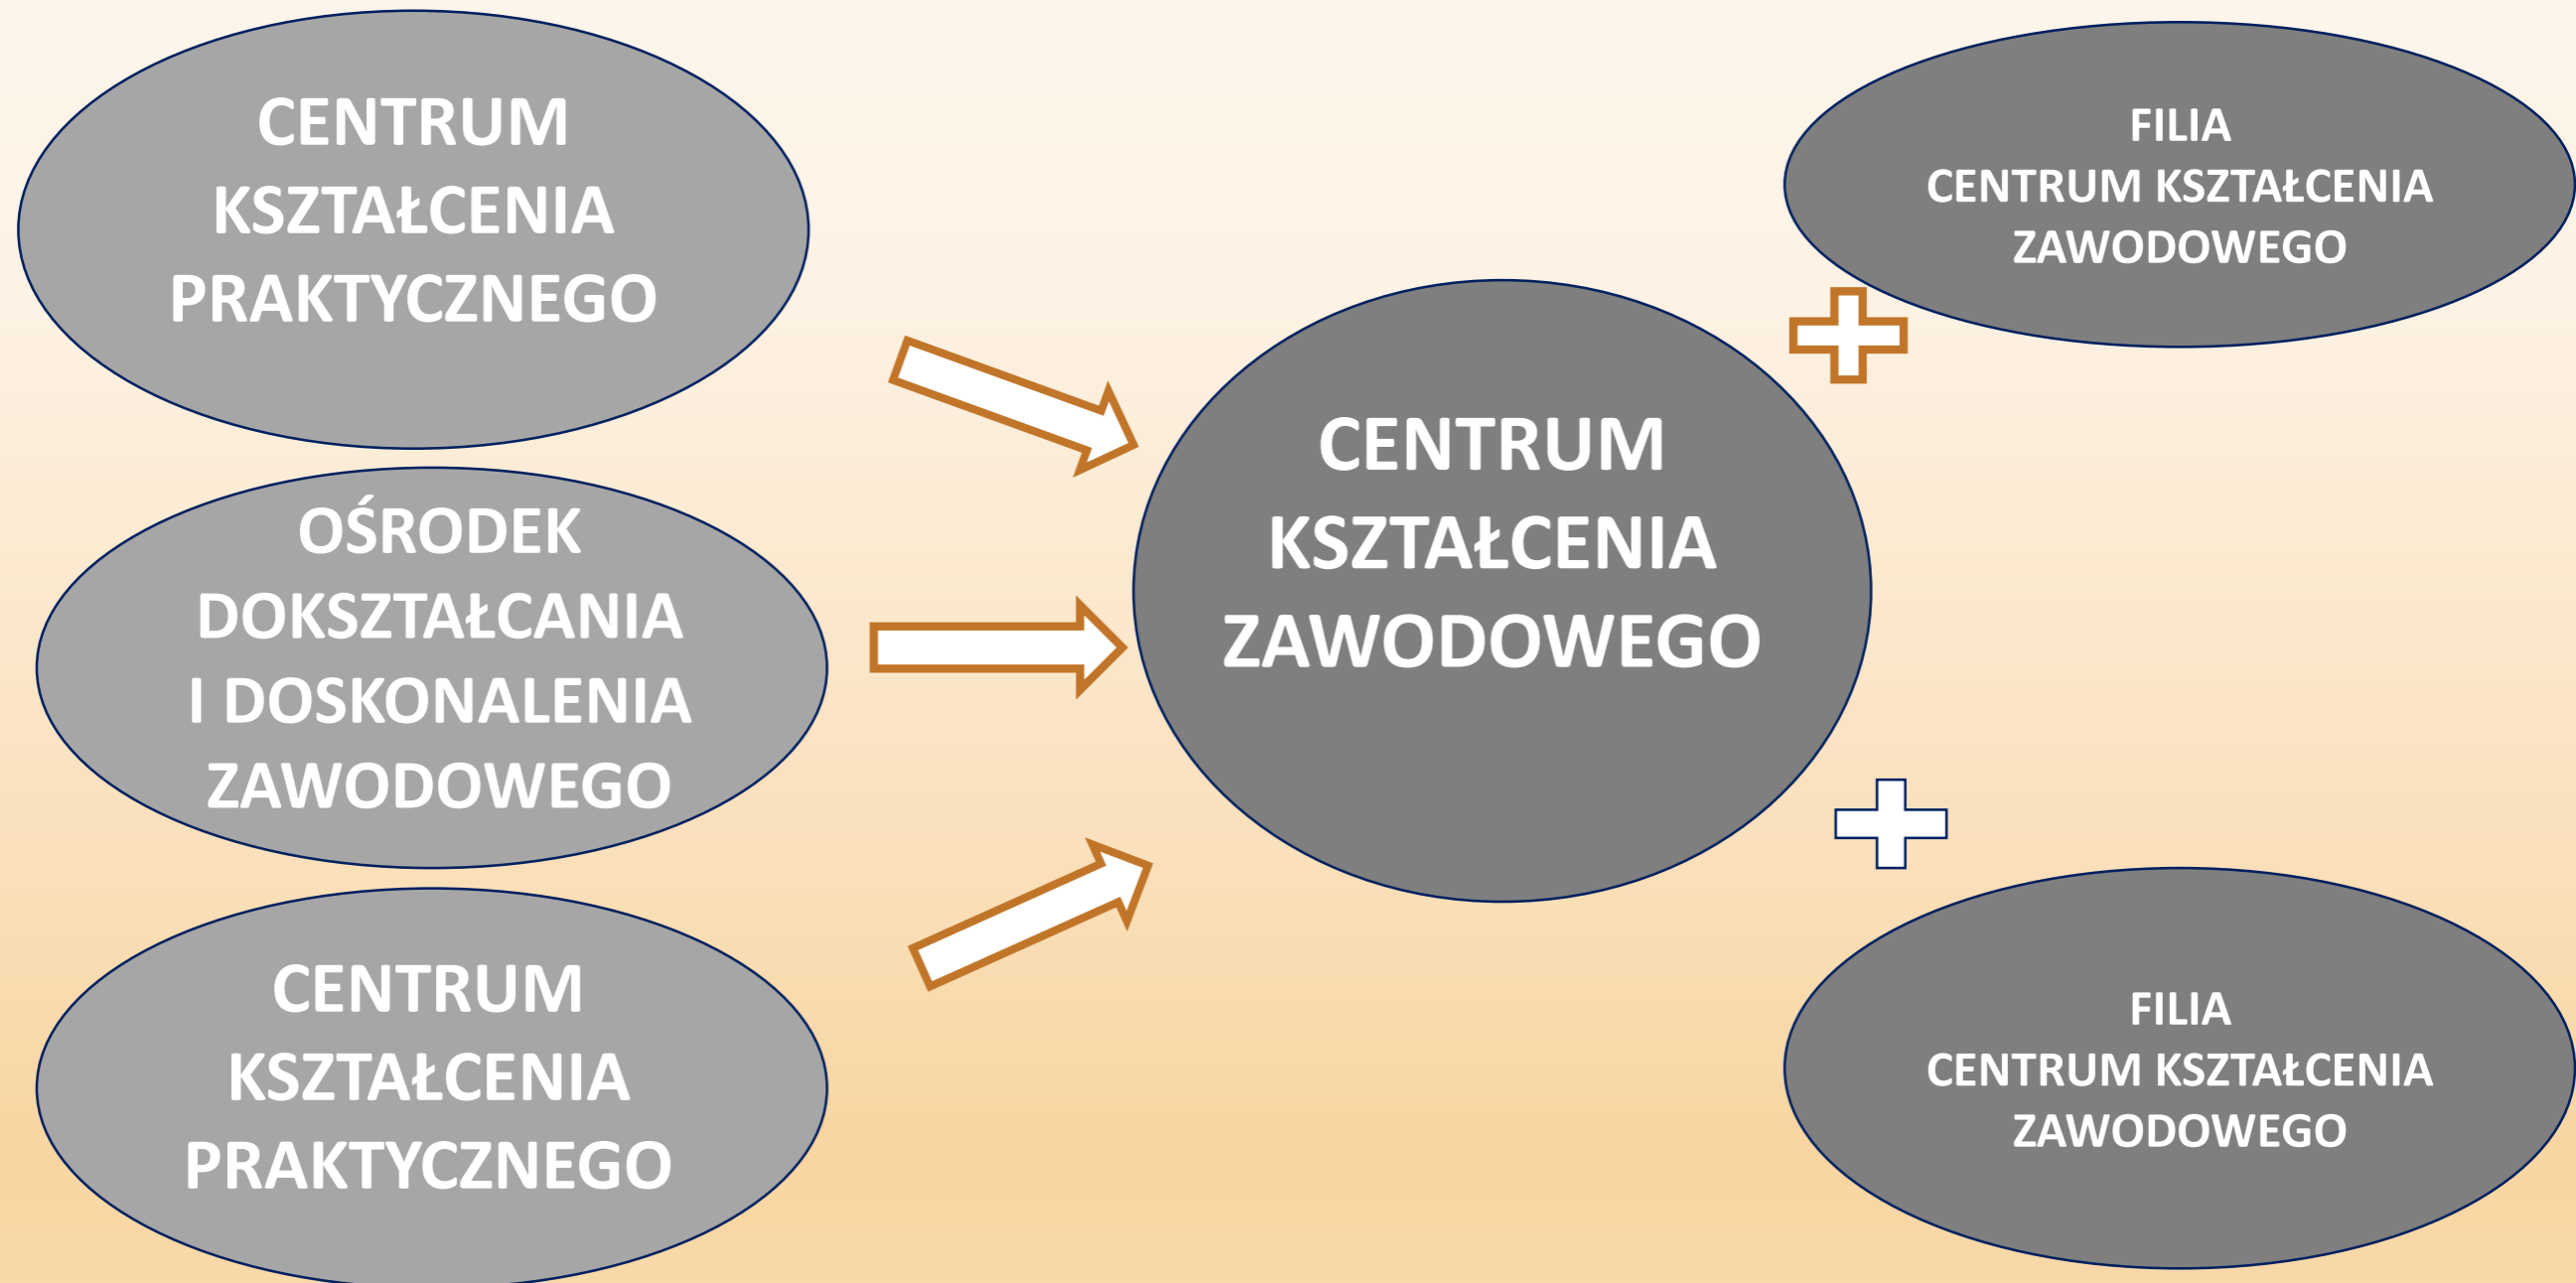 CENTRUM
KSZTAŁCENIA
PRAKTYCZNEGO
OŚRODEK
DOKSZTAŁCANIA
I DOSKONALENIA
ZAWODOWEGO
CENTRUM
KSZTAŁCENIA
PRAKTYCZNEGO
CENTRUM
KSZTAŁCENIA
ZAWODOWEGO
FILIA
CENTRUM KSZTAŁCENIA
ZAWODOWEGO
FILIA
CENTRUM KSZTAŁCENIA
ZAWODOWEGO